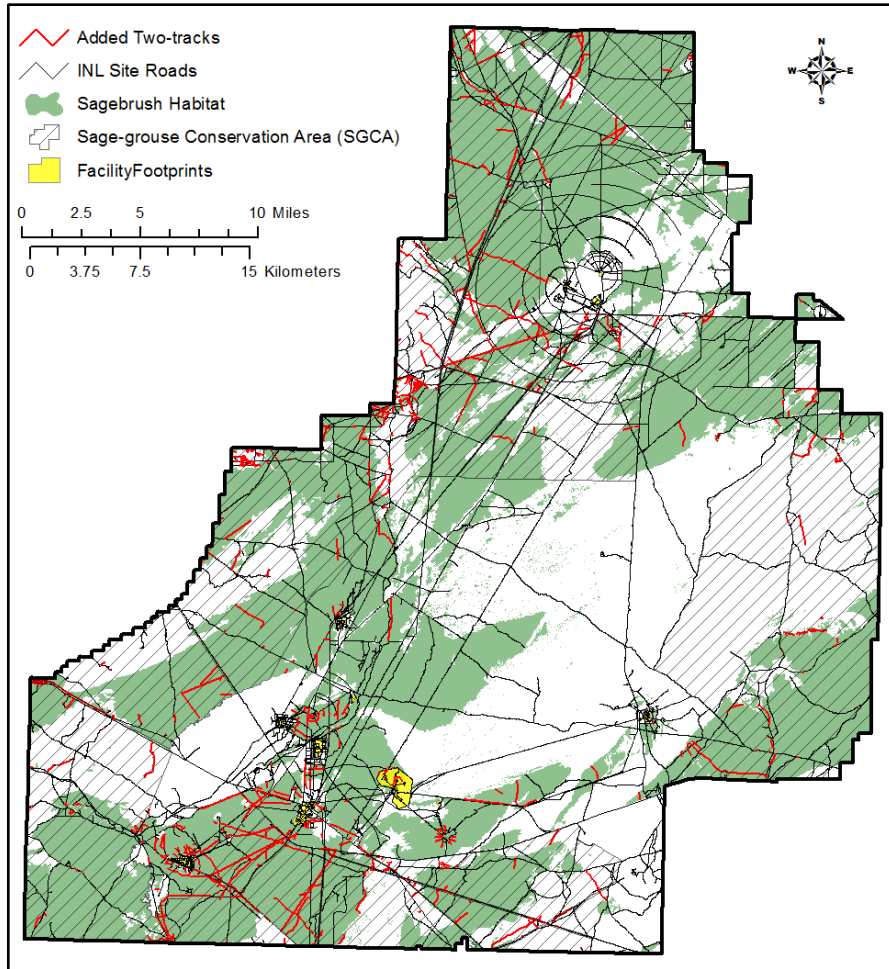 Added Two-tracks
INL Site Roads
Sagebrush Habitat
Sage-grouse Conservation Area (SGCA)
FacilityFootprints
0 2.5 5 10 Miles
0 3.75 7.5 15 Kilometers
N
W E
S